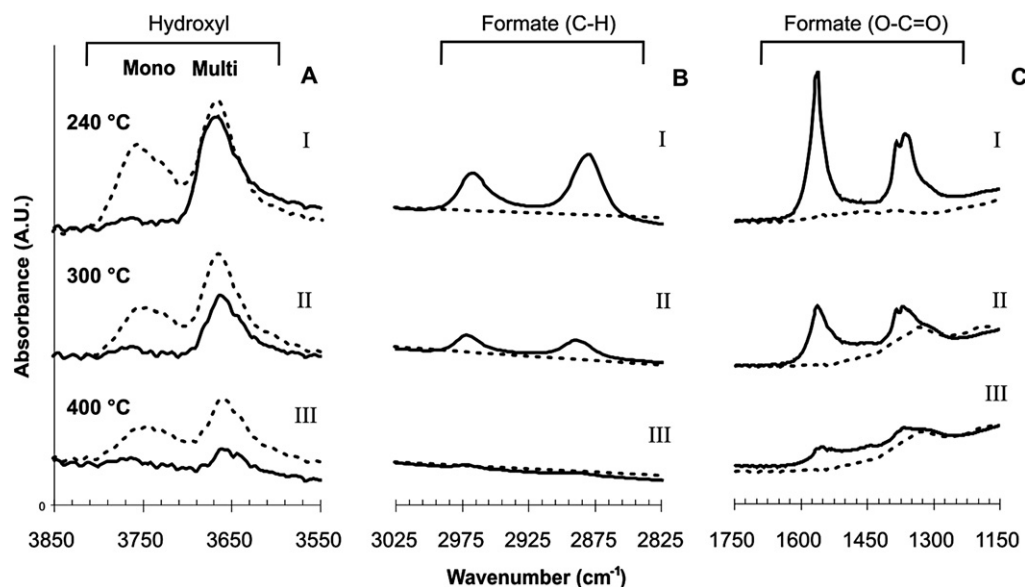 Hydroxyl
Formate (C-H)
Formate (O-C=O)
Mono Multi A
B
C
240 °C
I
I
I
300 °C
II
II
II
400 °C
III
III
III
Absorbance (A.U.)
0
3850 3750 3650 3550
3025 2975 2925 2875 2825
1750 1600 1450 1300 1150
Wavenumber (cm-1)